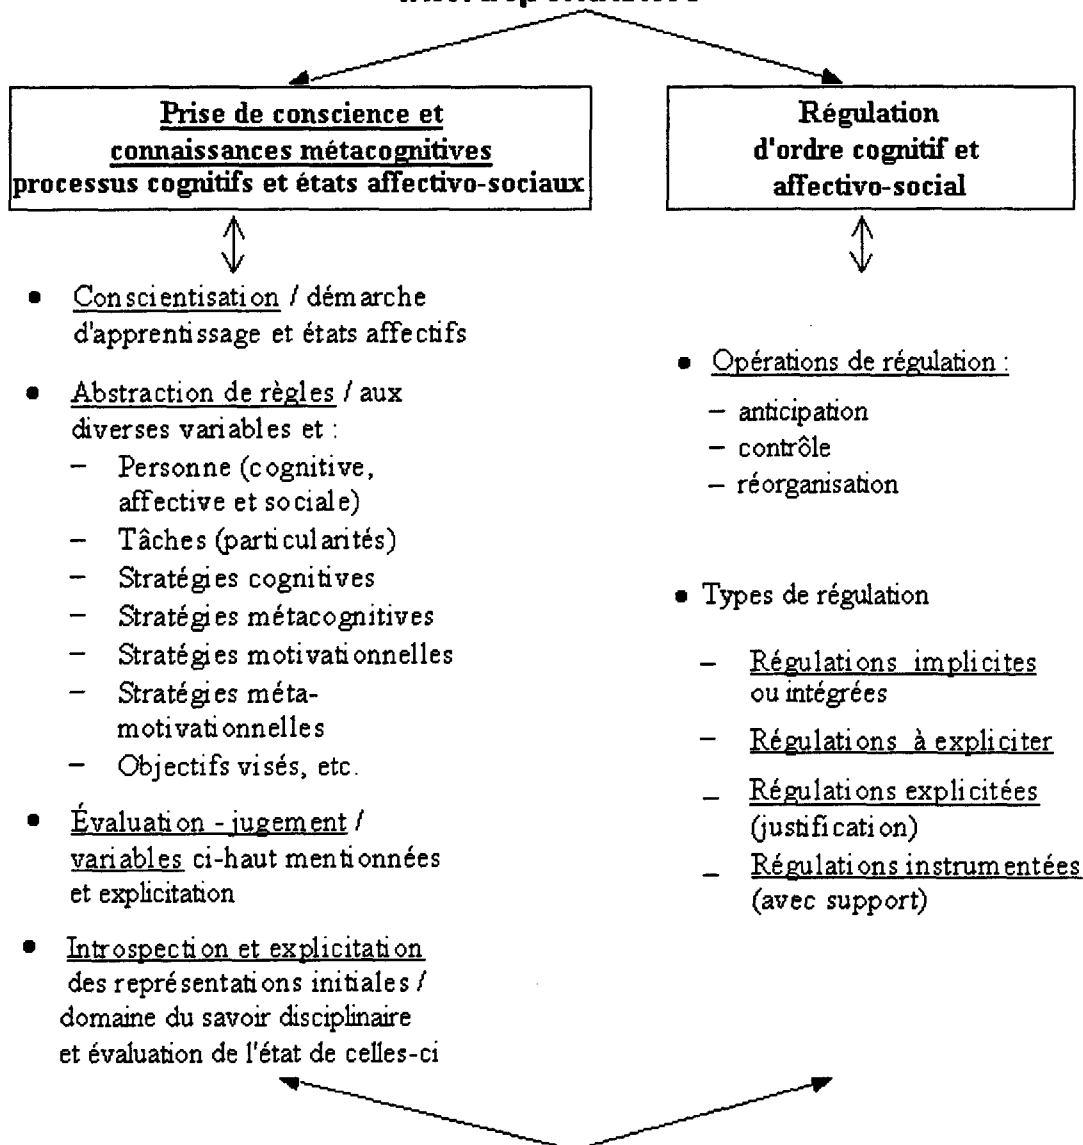 Prise de conscience et
connaissances métacognitives
processus cognitifs et états affectivo-sociaux
• Conscientisation / démarche
d'apprentissage et états affectifs
• Abstraction de règles / aux
diverses variables et :
– Personne (cognitive,
affective et sociale)
– Tâches (particularités)
– Stratégies cognitives
– Stratégies métacognitives
– Stratégies motivationnelles
– Stratégies méta-
motivationnelles
– Objectifs visés, etc.
• Évaluation - jugement /
variables ci-haut mentionnées
et explicitation
• Introspection et explicitation
des représentations initiales /
domaine du savoir disciplinaire
et évaluation de l'état de celles-ci
Régulation
d'ordre cognitif et
affectivo-social
• Opérations de régulation :
– anticipation
– contrôle
– réorganisation
• Types de régulation
– Régulations implicites
ou intégrées
– Régulations à expliciter
– Régulations explicitées
(justification)
– Régulations instrumentées
(avec support)